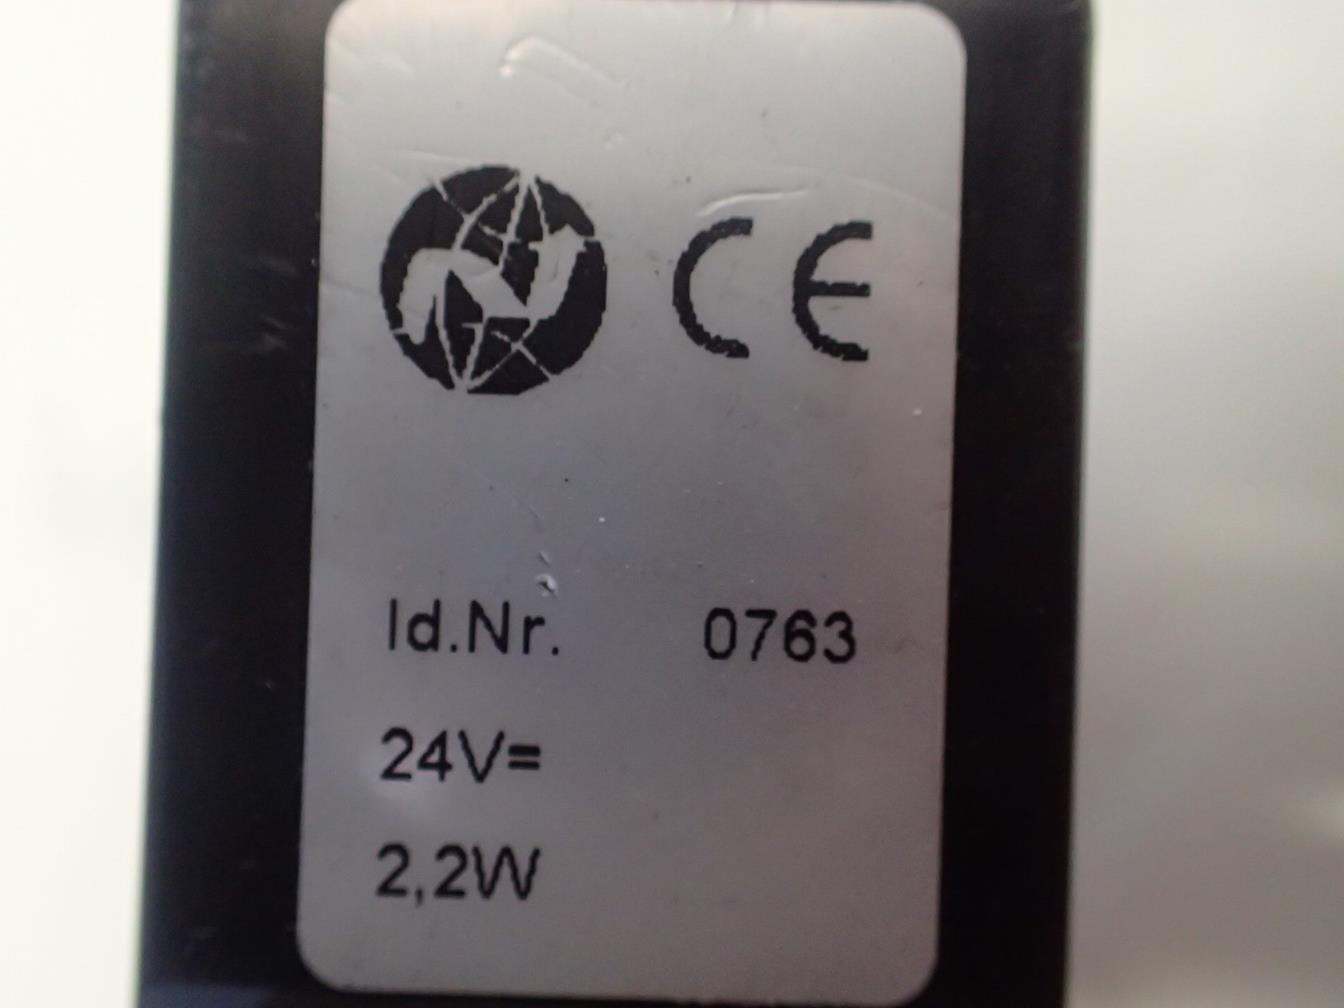 CE
Id.Nr. 0763
24V=
2,2W